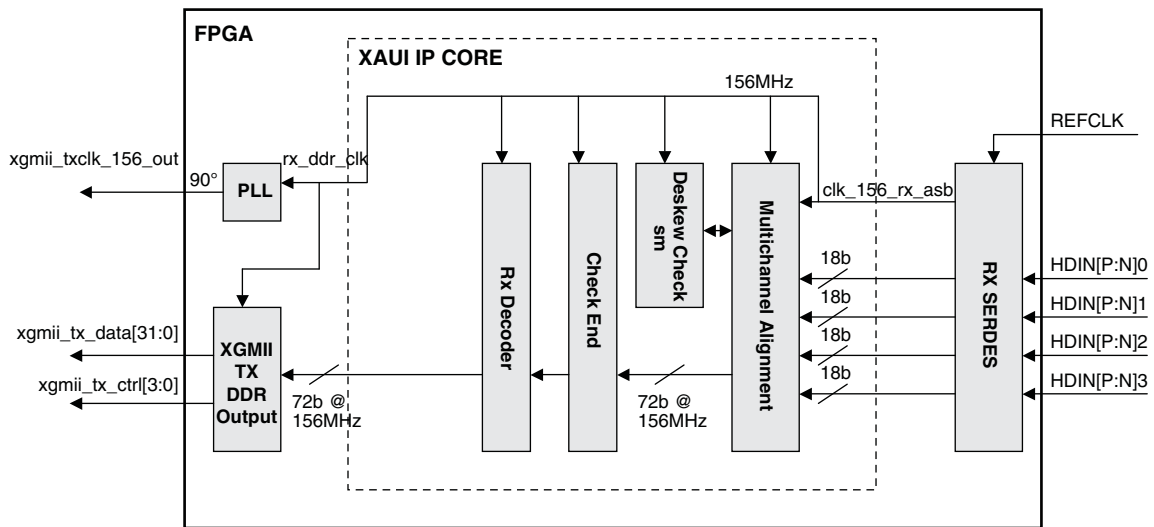 FPGA
XAUI IP CORE
156MHz
REFCLK
xgmii_txclk_156_out
rx_ddr_clk
90°
PLL
clk_156_rx_asb
Deskew Check
sm
Multichannel Alignment
Rx Decoder
Check End
RX SERDES
18b
HDIN[P:N]0
18b
HDIN[P:N]1
18b
HDIN[P:N]2
18b
HDIN[P:N]3
xgmii_tx_data[31:0]
xgmii_tx_ctrl[3:0]
XGMII
TX
DDR
Output
72b @
156MHz
72b @
156MHz